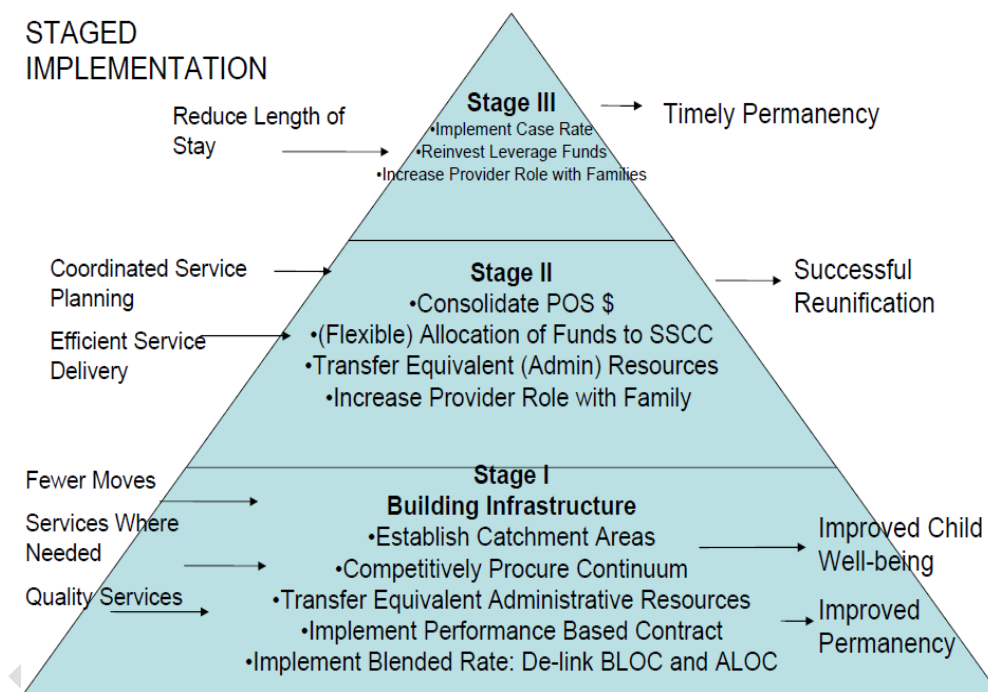 STAGED
IMPLEMENTATION
Reduce Length of
Stay
Stage III
•Implement Case Rate
•Reinvest Leverage Funds
•Increase Provider Role with Families
Timely Permanency
Coordinated Service
Planning
Efficient Service
Delivery
Stage II
•Consolidate POS $
•(Flexible) Allocation of Funds to SSCC
•Transfer Equivalent (Admin) Resources
•Increase Provider Role with Family
Successful
Reunification
Fewer Moves
Services Where
Needed
Quality Services
Stage I
Building Infrastructure
•Establish Catchment Areas
•Competitively Procure Continuum
•Transfer Equivalent Administrative Resources
•Implement Performance Based Contract
•Implement Blended Rate: De-link BLOC and ALOC
Improved Child
Well-being
Improved
Permanency